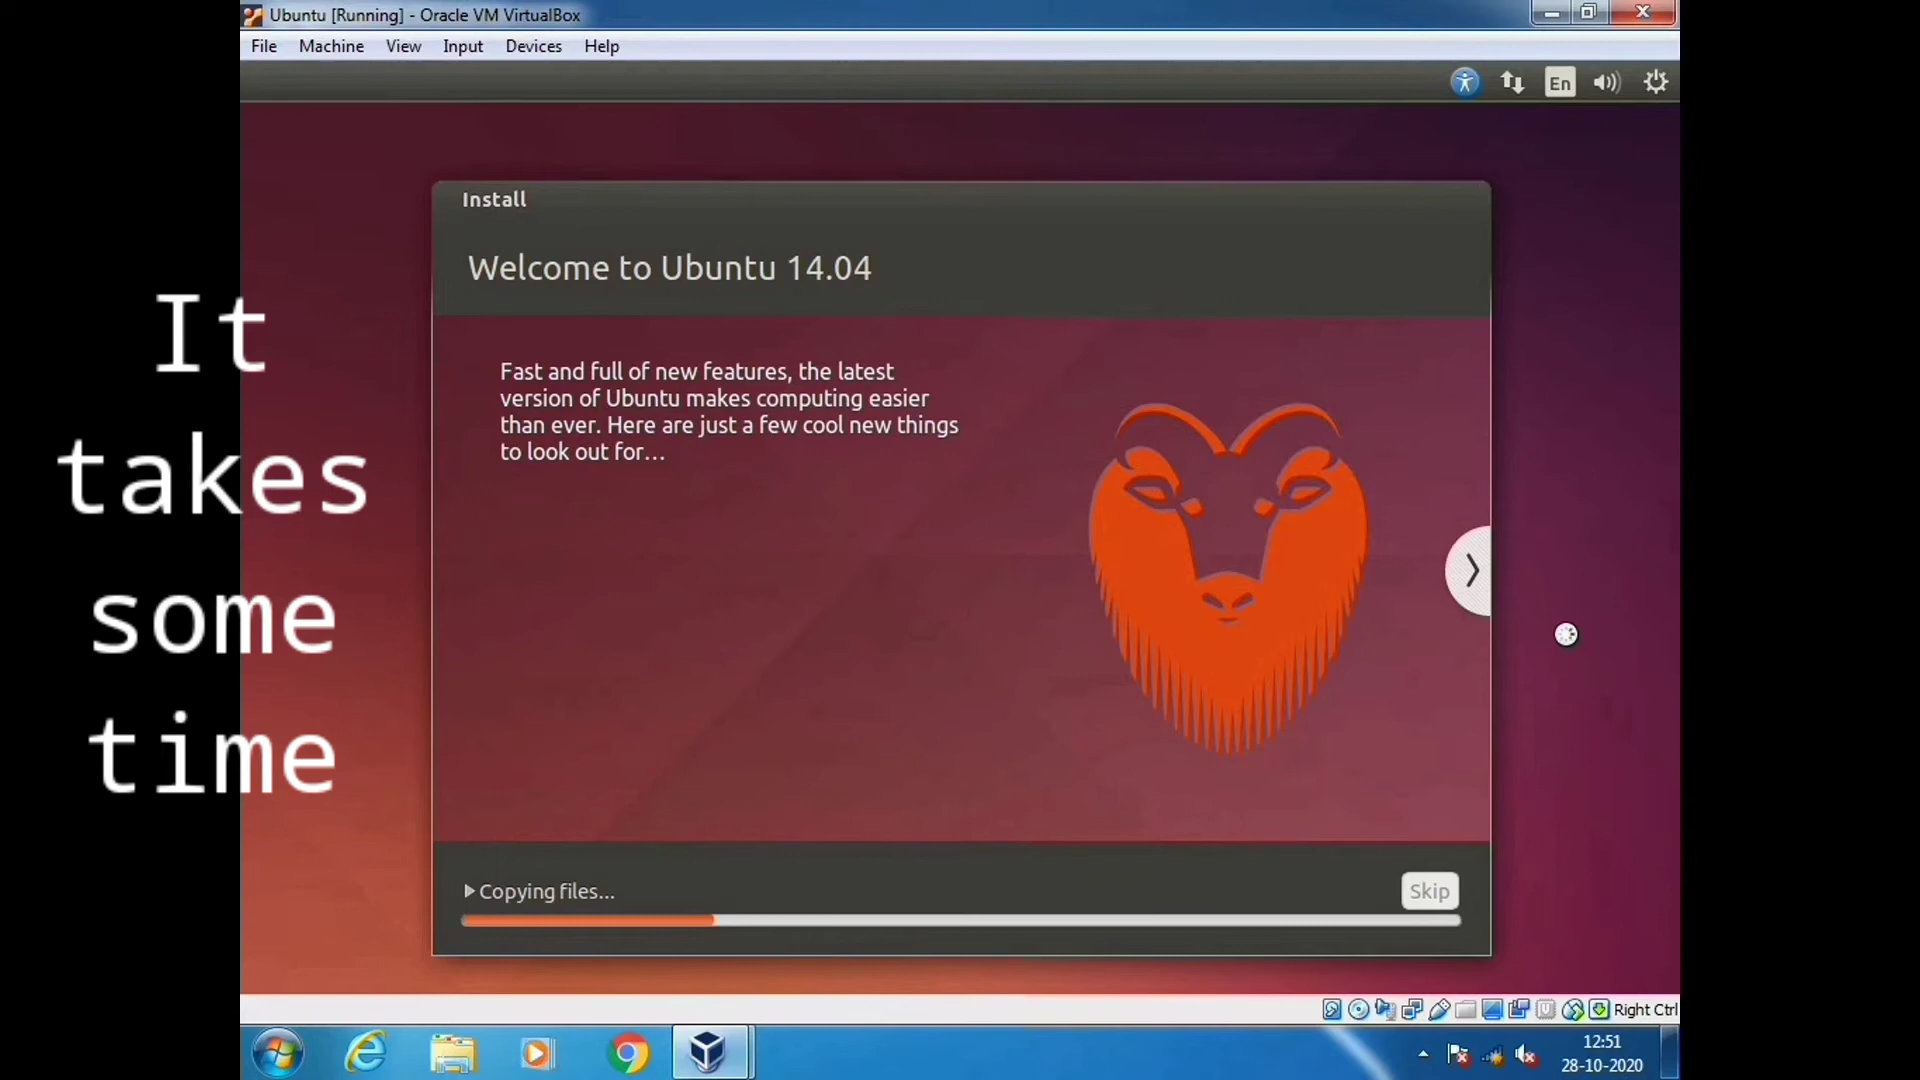 Ubuntu [Running] - Oracle VM VirtualBox
File Machine View Input Devices Help
En
Install
Welcome to Ubuntu 14.04
Fast and full of new features, the latest
version of Ubuntu makes computing easier
than ever. Here are just a few cool new things
to look out for...
It
takes
some
time
Copying files...
Skip
Right Ctrl
12:51
28-10-2020